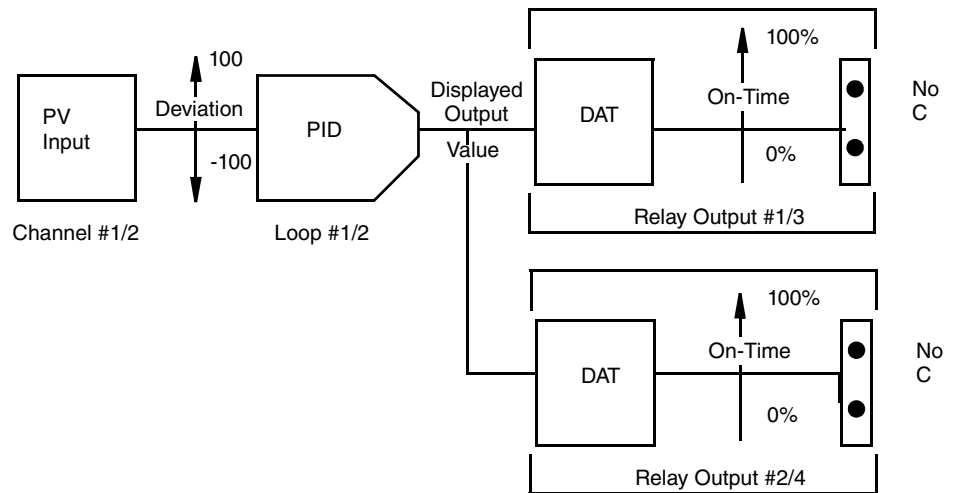 100%
100
Deviation
-100
PV
Input
PID
Displayed
Output
Value
DAT
On-Time
0%
No
C
Channel #1/2
Loop #1/2
Relay Output #1/3
100%
DAT
On-Time
0%
No
C
Relay Output #2/4